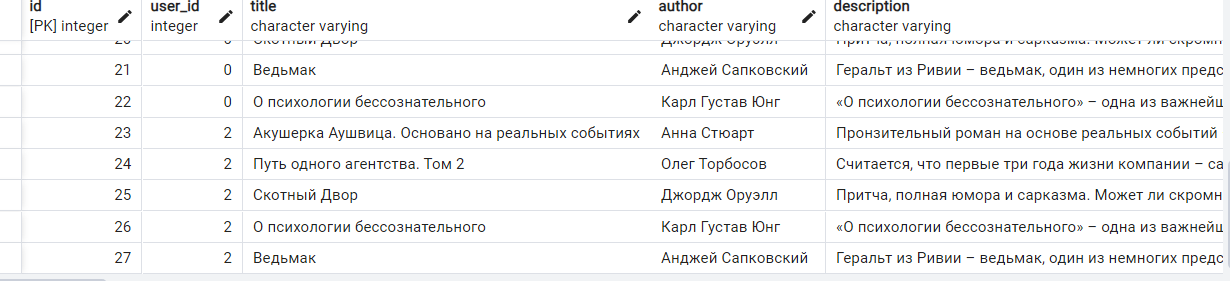 id user_id title author description
[PK] integer integer character varying character varying character varying
20 0 Скотный Двор Джордж Оруэлл Притча, полная юмора и сарказма. Может ли скромн
21 0 Ведьмак Анджей Сапковский Геральт из Ривии – ведьмак, один из немногих предс
22 0 О психологии бессознательного Карл Густав Юнг «О психологии бессознательного» – одна из важнейш
23 2 Акушерка Аушвица. Основано на реальных событиях Анна Стюарт Пронзительный роман на основе реальных событий
24 2 Путь одного агентства. Том 2 Олег Торбосов Считается, что первые три года жизни компании – са
25 2 Скотный Двор Джордж Оруэлл Притча, полная юмора и сарказма. Может ли скромн
26 2 О психологии бессознательного Карл Густав Юнг «О психологии бессознательного» – одна из важнейш
27 2 Ведьмак Анджей Сапковский Геральт из Ривии – ведьмак, один из немногих предс